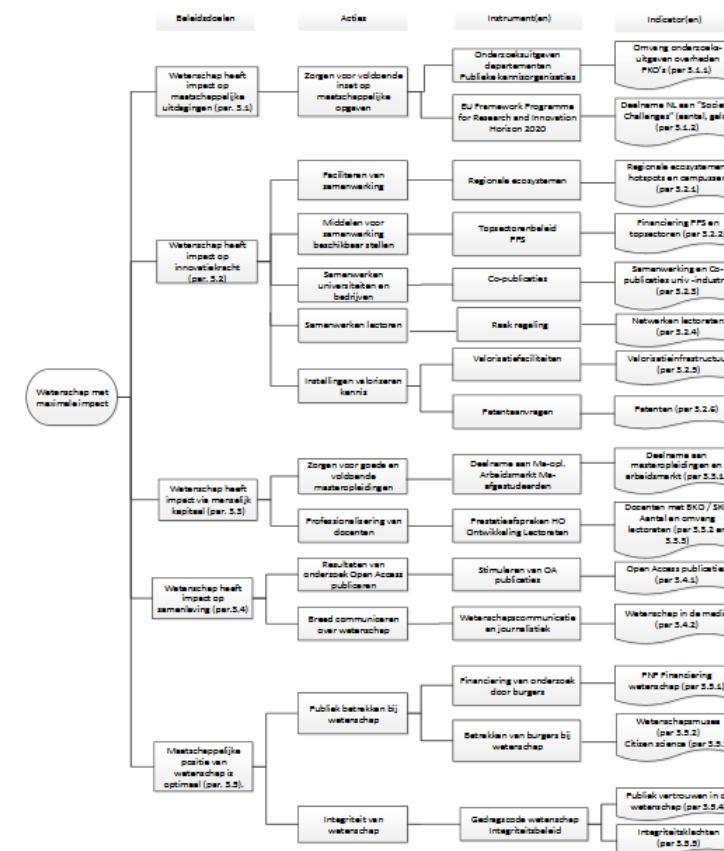 Beleidsdoelen
Acties
Instrument(en)
Indicator(en)
Wetenschap met
maximale impact
Wetenschap heeft
impact op
maatschappelijke
uitdagingen (par. 3.1)
Zorgen voor voldoende
inzet op
maatschappelijke
opgaven
Onderzoeksuitgaven
departementen
Publieke kennisorganisaties
Omvang onderzoeks-
uitgaven overheden
PKO's (par 3.1.1)
EU Framework Programme
for Research and Innovation
Horizon 2020
Deelname NL aan "Societ
Challenges" (aantal, geld
(par 3.1.2)
Wetenschap heeft
impact op
innovatiekracht
(par. 3.2)
Faciliteren van
samenwerking
Regionale ecosystemen
Regionale ecosystemen
hotspots en campussen
(par 3.2.1)
Middelen voor
samenwerking
beschikbaar stellen
Topsectorenbeleid
PPS
Financiering PPS en
topsectoren (par 3.2.2)
Samenwerken
universiteiten en
bedrijven
Co-publicaties
Samenwerking en Co-
publicaties univ -industri
(par 3.2.3)
Samenwerken lectoren
Raak regeling
Netwerken lectoraten
(par 3.2.4)
Instellingen valoriseren
kennis
Valorisatiefaciliteiten
Valorisatieinfrastructuu
(par 3.2.5)
Patentaanvragen
Patenten (par 3.2.6)
Wetenschap heeft
impact via menselijk
kapitaal (par. 3.3)
Zorgen voor goede en
voldoende
masteropleidingen
Deelname aan Ma-opl.
Arbeidsmarkt Ma-
afgestudeerden
Deelname aan
masteropleidingen en
arbeidsmarkt (par 3.3.1
Professionalisering van
docenten
Prestatieafspraken HO
Ontwikkeling Lectoraten
Docenten met BKO / SK
Aantal en omvang
lectoraten (par 3.3.2 en
3.3.3)
Wetenschap heeft
impact op
samenleving (par.3.4)
Resultaten van
onderzoek Open Access
publiceren
Stimuleren van OA
publicaties
Open Access publicaties
(par 3.4.1)
Breed communiceren
over wetenschap
Wetenschapscommunicatie
en journalistiek
Wetenschap in de media
(par 3.4.2)
Maatschappelijke
positie van
wetenschap is
optimaal (par. 3.5).
Publiek betrekken bij
wetenschap
Financiering van onderzoek
door burgers
PNP Financiering
wetenschap (par 3.5.1)
Betrekken van burgers bij
wetenschap
Wetenschapsmusea
(par 3.5.2)
Citizen science (par 3.5.
Integriteit van
wetenschap
Gedragscode wetenschap
Integriteitsbeleid
Publiek vertrouwen in d
wetenschap (par 3.5.4)
Integriteitsklachten
(par 3.5.5)